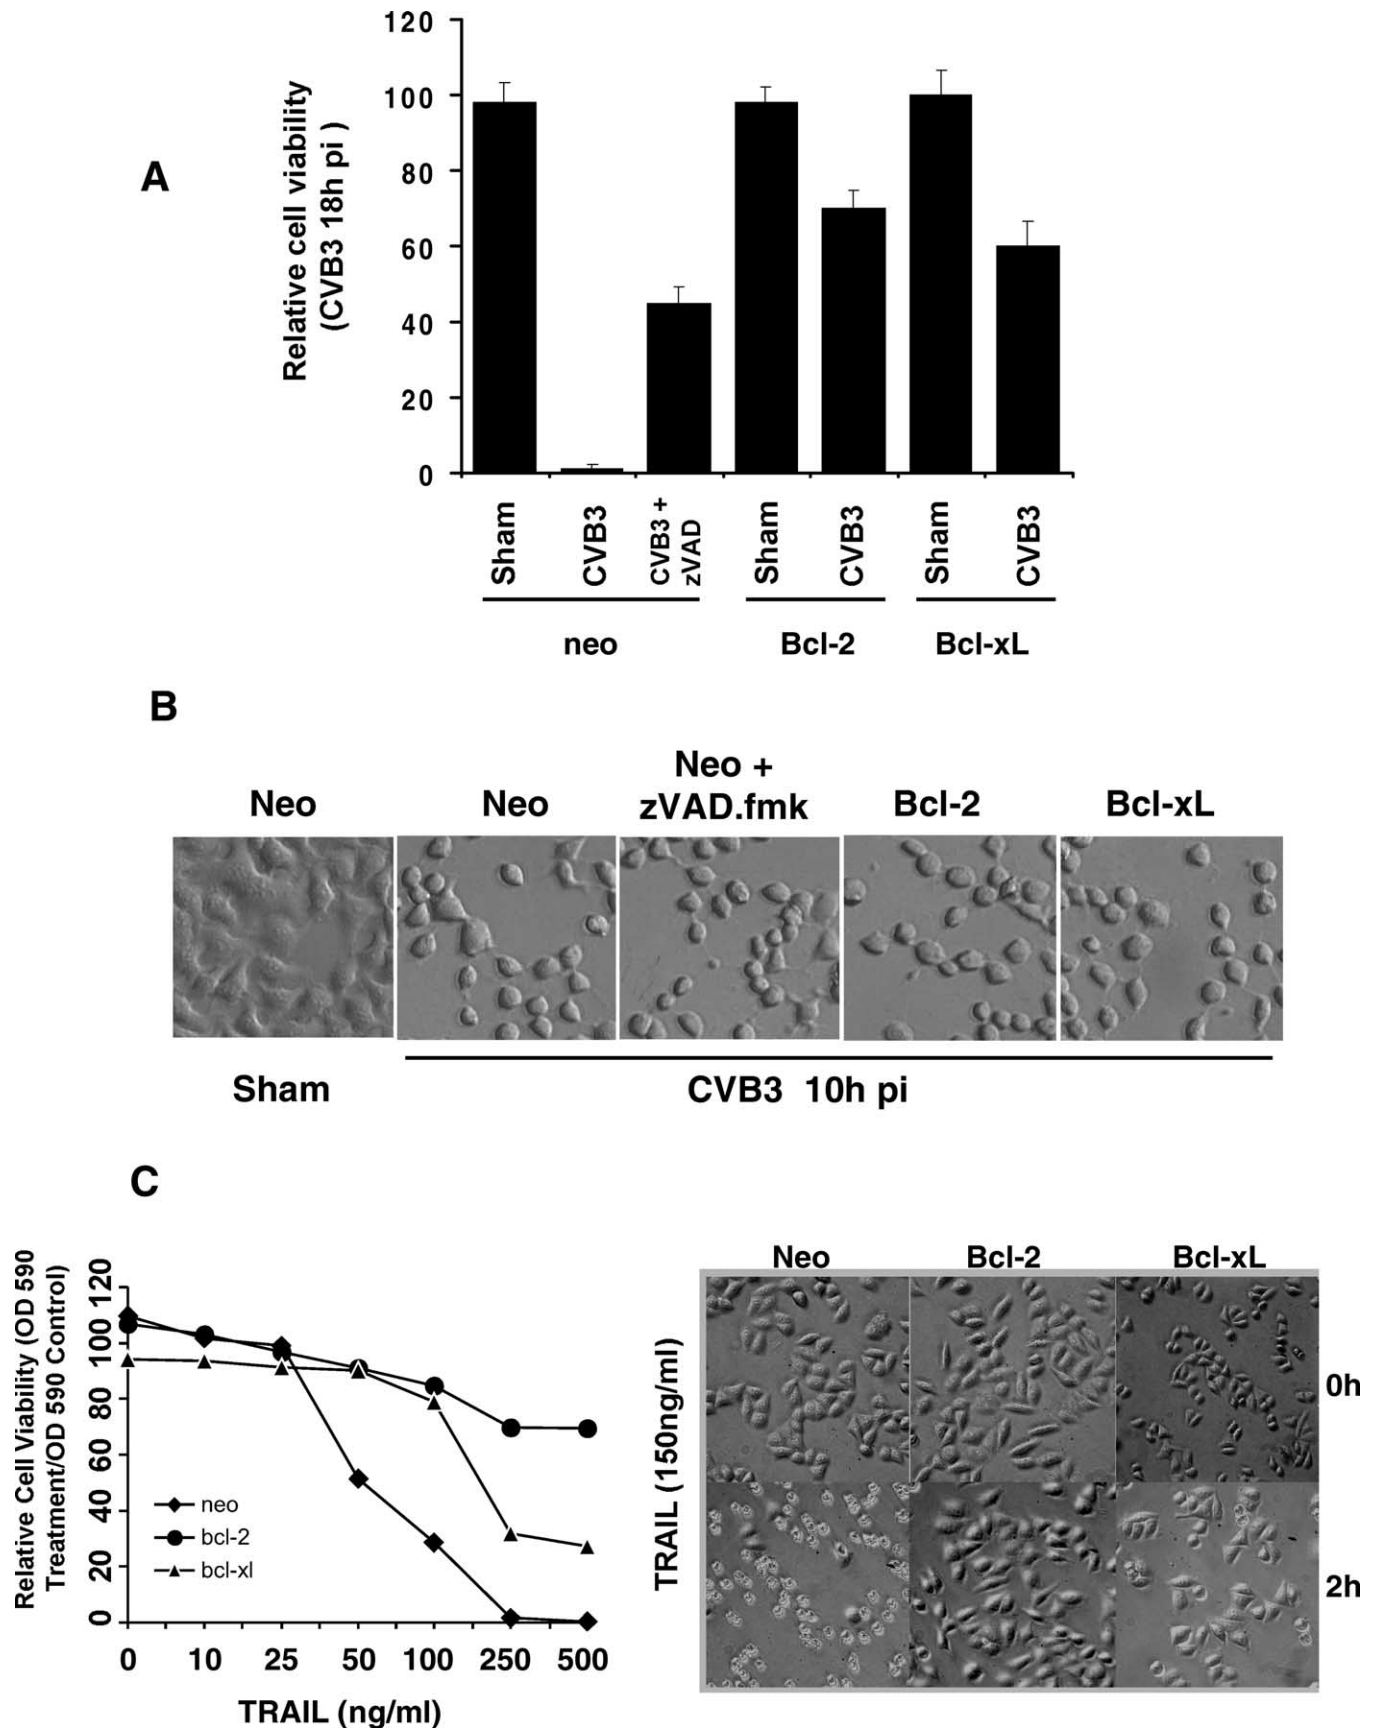 A
Relative cell viability
(CVB3 18h pi )
120
100
80
60
40
20
0
Sham
CVB3
CVB3 +
zVAD
Sham
CVB3
Sham
CVB3
neo
Bcl-2
Bcl-xL
B
Neo
Neo
Neo +
zVAD.fmk
Bcl-2
Bcl-xL
Sham
CVB3 10h pi
C
Relative Cell Viability (OD 590
Treatment/OD 590 Control)
120
100
80
60
40
20
0
neo
bcl-2
bcl-xl
0 10 25 50 100 250 500
TRAIL (ng/ml)
Neo
Bcl-2
Bcl-xL
TRAIL (150ng/ml)
0h
2h